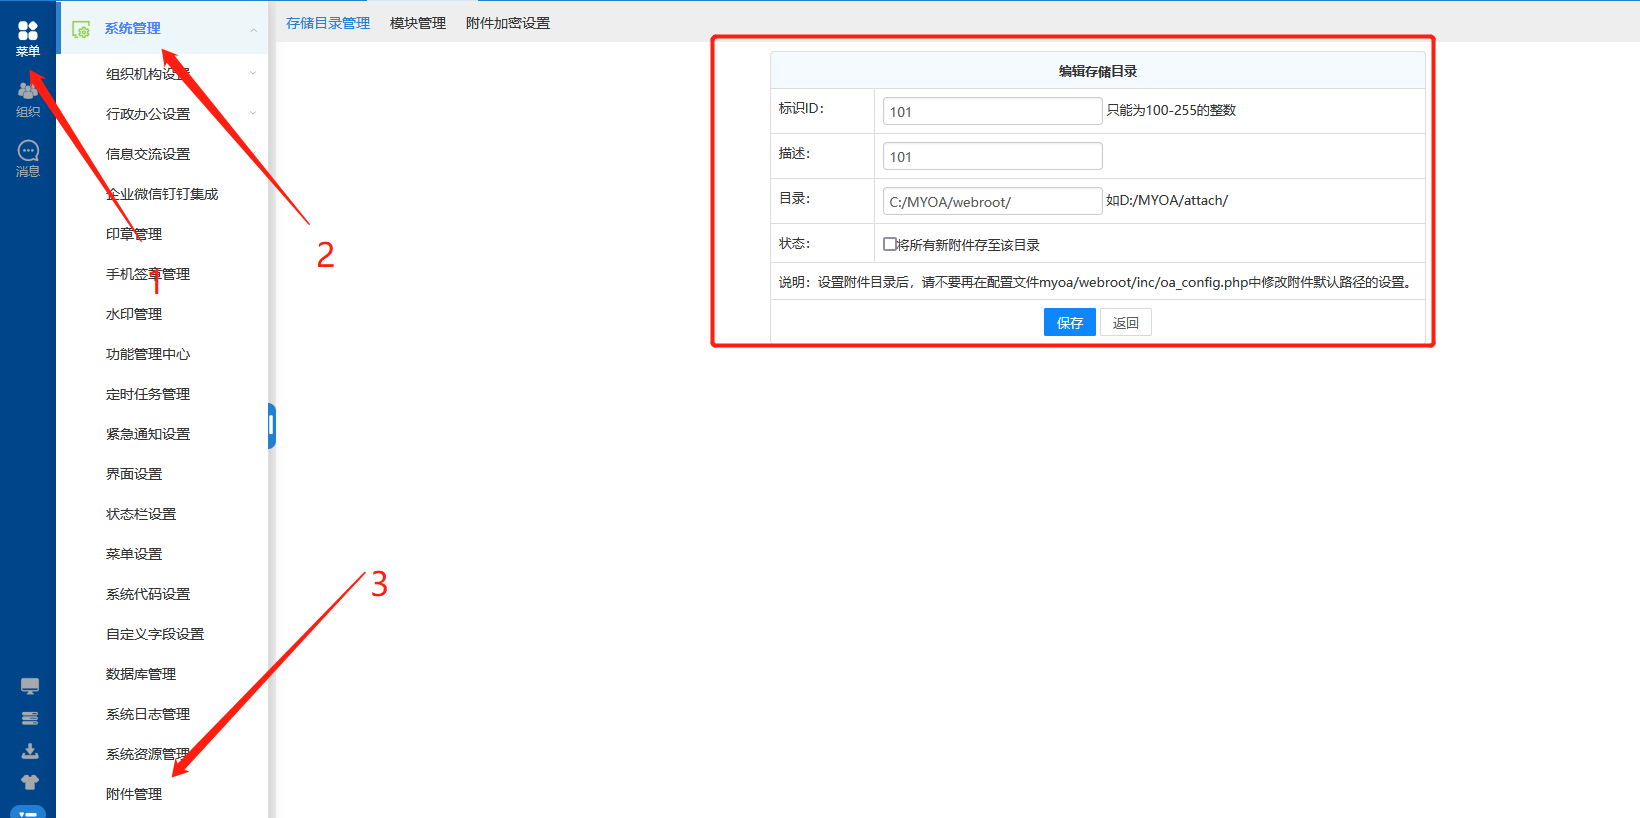 菜单
组织
消息
系统管理
组织机构设置
行政办公设置
信息交流设置
企业微信钉钉集成
印章管理
手机签章管理
水印管理
功能管理中心
定时任务管理
紧急通知设置
界面设置
状态栏设置
菜单设置
系统代码设置
自定义字段设置
数据库管理
系统日志管理
系统资源管理
附件管理
1
2
3
存储目录管理 模块管理 附件加密设置
编辑存储目录
标识ID： 101 只能为100-255的整数
描述： 101
目录： C:/MYOA/webroot/ 如D:/MYOA/attach/
状态： 将所有新附件存至该目录
说明：设置附件目录后，请不要再在配置文件myoa/webroot/inc/oa_config.php中修改附件默认路径的设置。
保存 返回